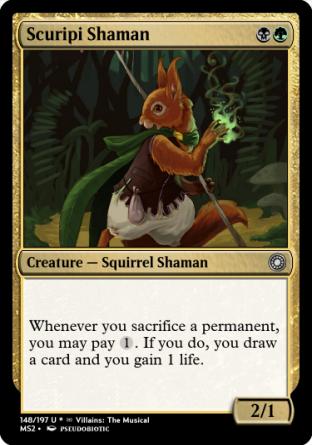 Scuripi Shaman
Creature — Squirrel Shaman
Whenever you sacrifice a permanent,
you may pay 1. If you do, you draw
a card and you gain 1 life.
2/1
148/197 U * ∞ Villains: The Musical
MS2 • PSEUDOBIOTIC